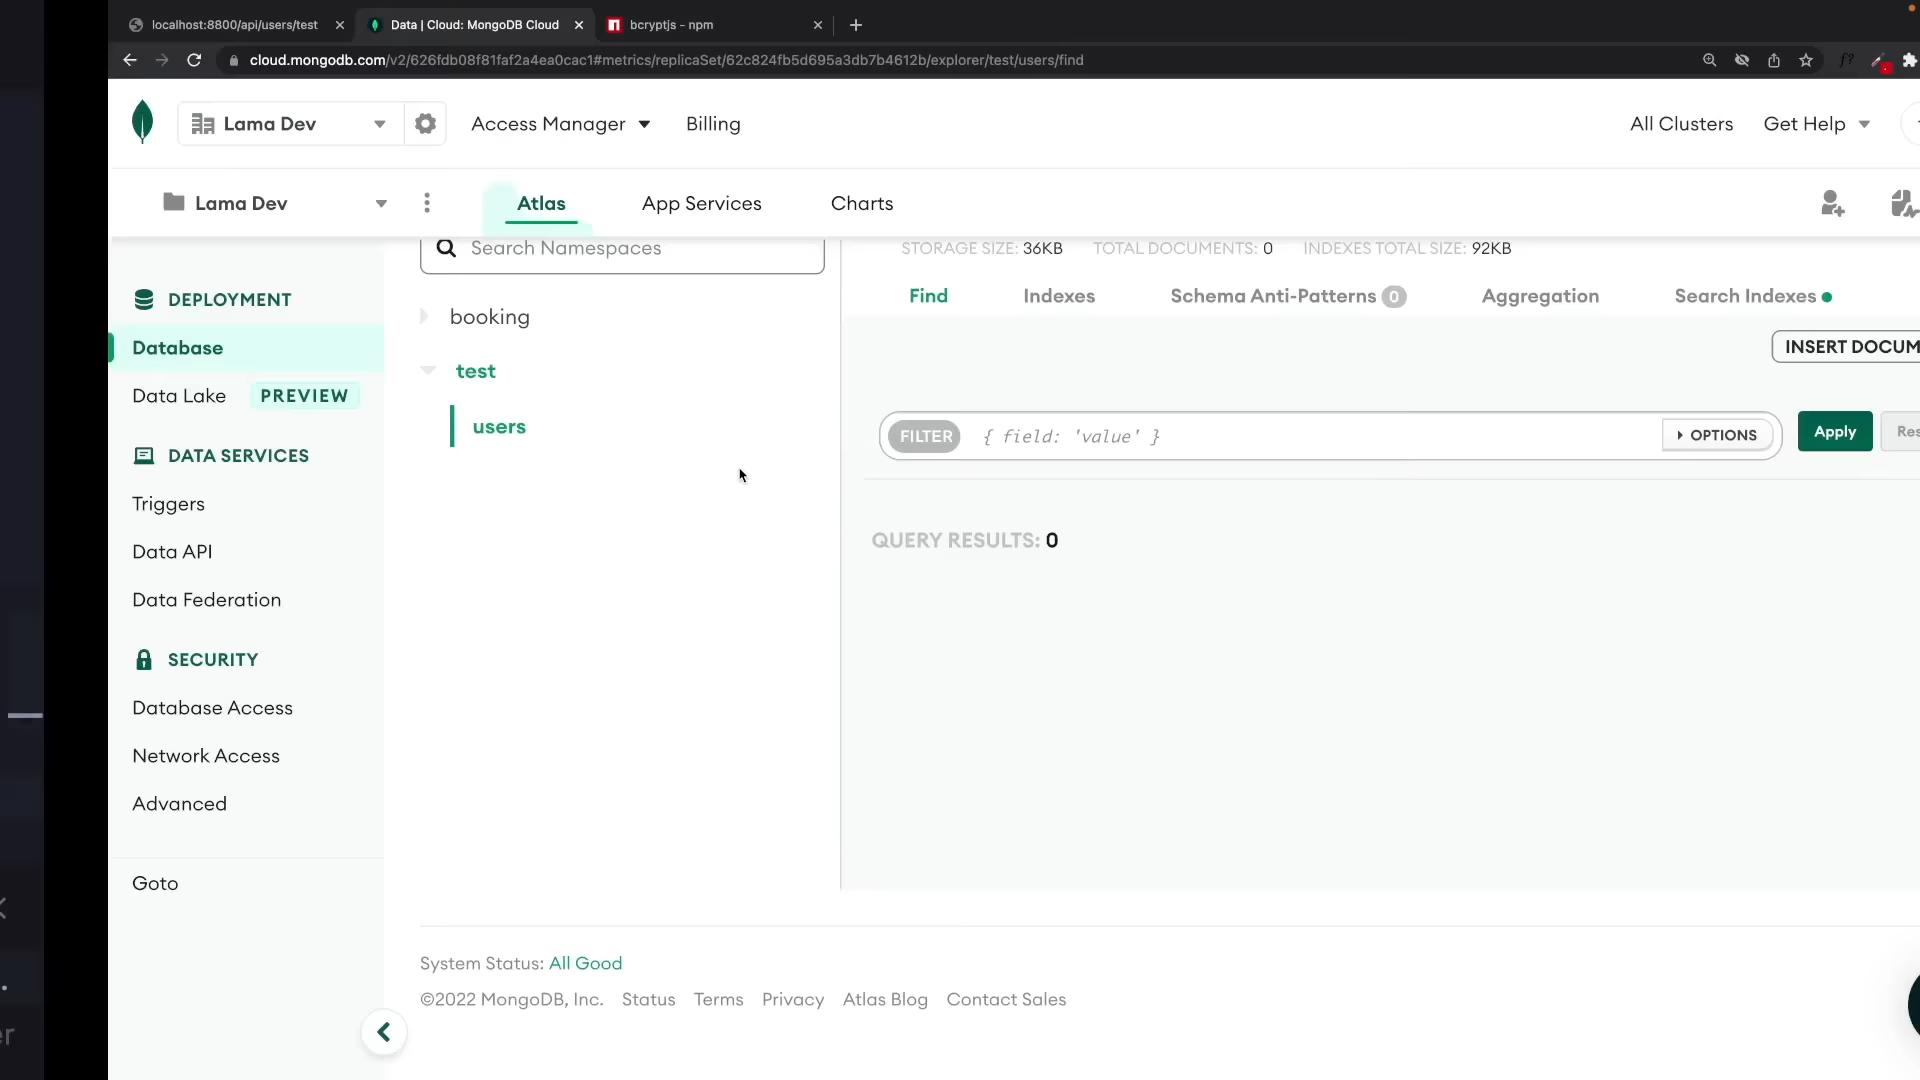 localhost:8800/api/users/test
Data | Cloud: MongoDB Cloud
bcryptjs - npm
cloud.mongodb.com/v2/626fdb08f81faf2a4ea0cac1#metrics/replicaSet/62c824fb5d695a3db7b4612b/explorer/test/users/find
Lama Dev
Access Manager
Billing
All Clusters
Get Help
Lama Dev
Atlas
App Services
Charts
Search Namespaces
STORAGE SIZE: 36KB
TOTAL DOCUMENTS: 0
INDEXES TOTAL SIZE: 92KB
DEPLOYMENT
Database
Data Lake PREVIEW
DATA SERVICES
Triggers
Data API
Data Federation
SECURITY
Database Access
Network Access
Advanced
Goto
booking
test
users
Find
Indexes
Schema Anti-Patterns 0
Aggregation
Search Indexes
INSERT DOCUM
FILTER { field: 'value' }
OPTIONS
Apply
Res
QUERY RESULTS: 0
System Status: All Good
©2022 MongoDB, Inc. Status Terms Privacy Atlas Blog Contact Sales
er